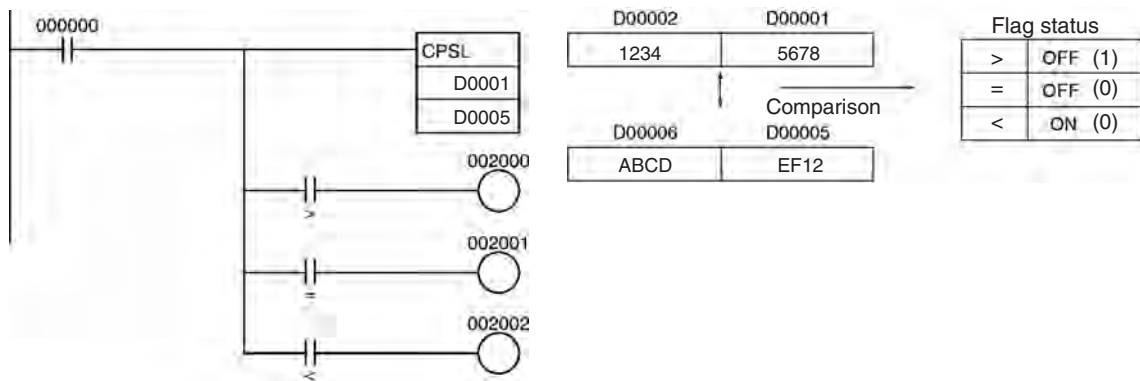 000000
CPSL
D0001
D0005
002000
>
002001
=
002002
<
D00002 D00001
1234 5678
Comparison
D00006 D00005
ABCD EF12
Flag status
> OFF (1)
= OFF (0)
< ON (0)